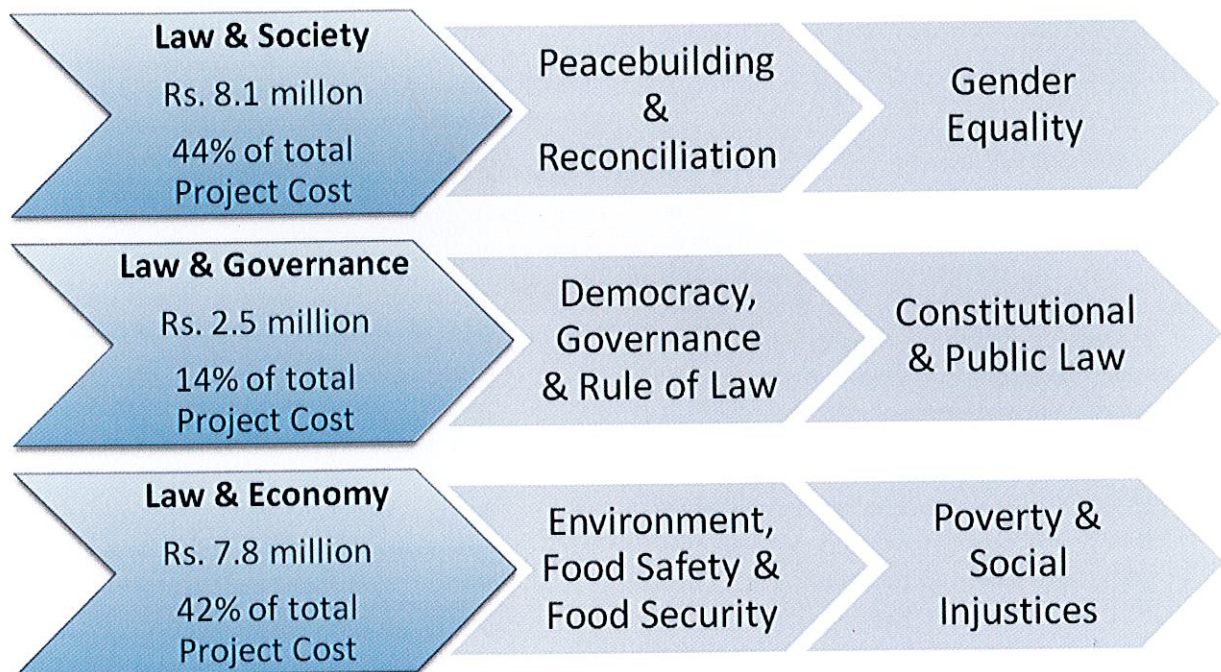 Law & Society
Rs. 8.1 millon
44% of total
Project Cost
Peacebuilding
&
Reconciliation
Gender
Equality
Law & Governance
Rs. 2.5 million
14% of total
Project Cost
Democracy,
Governance
& Rule of Law
Constitutional
& Public Law
Law & Economy
Rs. 7.8 million
42% of total
Project Cost
Environment,
Food Safety &
Food Security
Poverty &
Social
Injustices